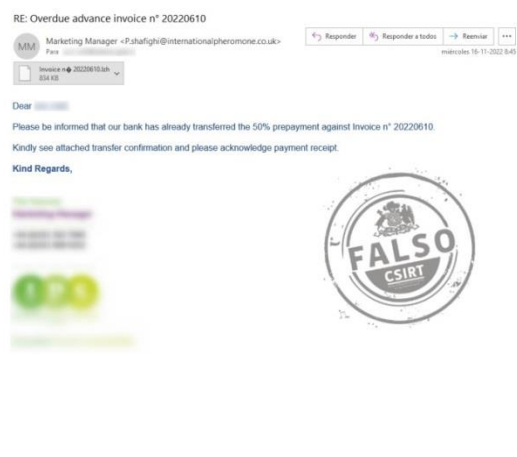 RE: Overdue advance invoice n° 20220610
MM
Marketing Manager <P.shafighi@internationalpheromone.co.uk>
Para
Responder
Responder a todos
Reenviar
miércoles 16-11-2022 8:45
Invoice n� 20220610.lzh
834 KB
Dear
Please be informed that our bank has already transferred the 50% prepayment against Invoice n° 20220610.
Kindly see attached transfer confirmation and please acknowledge payment receipt.
Kind Regards,
Marketing Manager
FALSO
CSIRT